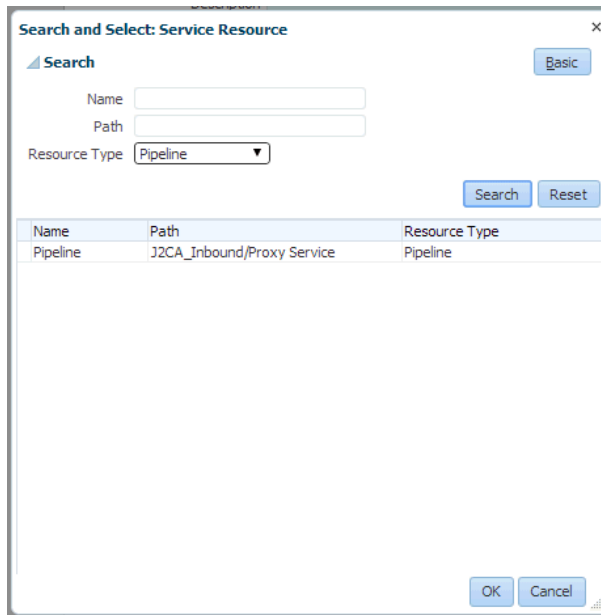 Description
Search and Select: Service Resource ×
Search Basic
Name
Path
Resource Type Pipeline
Search Reset
Name Path Resource Type
Pipeline J2CA_Inbound/Proxy Service Pipeline
OK Cancel